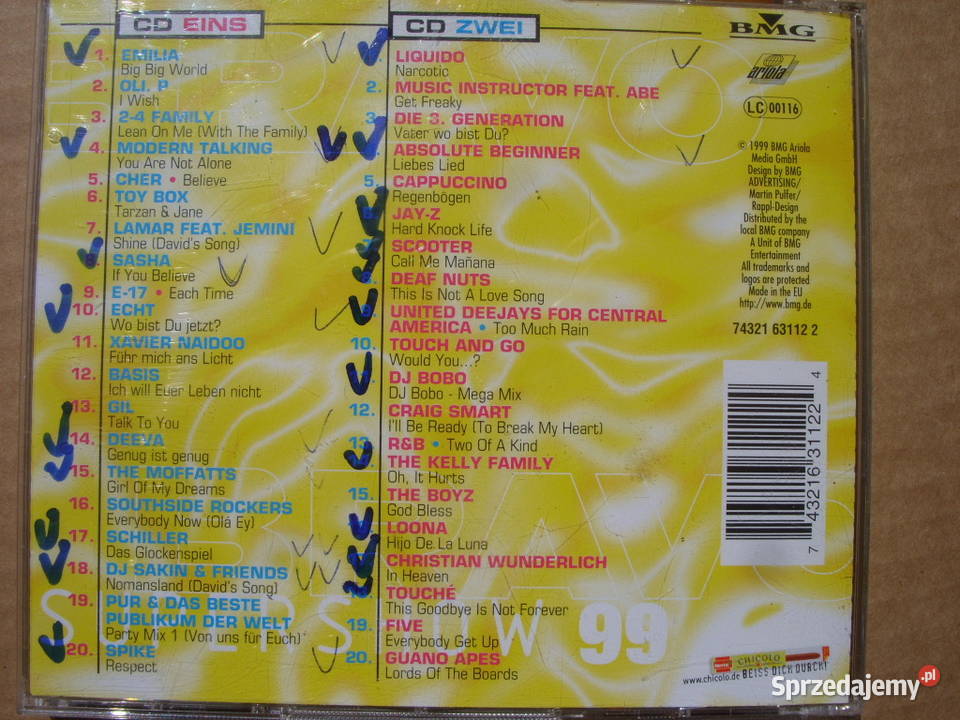 CD EINS
1. EMILIA
Big Big World
2. OLI. P
I Wish
3. 2-4 FAMILY
Lean On Me (With The Family)
4. MODERN TALKING
You Are Not Alone
5. CHER • Believe
6. TOY BOX
Tarzan & Jane
7. LAMAR FEAT. JEMINI
Shine (David's Song)
8. SASHA
If You Believe
9. E-17 • Each Time
10. ECHT
Wo bist Du jetzt?
11. XAVIER NAIDOO
Führ mich ans Licht
12. BASIS
Ich will Euer Leben nicht
13. GIL
Talk To You
14. DEEVA
Genug ist genug
15. THE MOFFATTS
Girl Of My Dreams
16. SOUTHSIDE ROCKERS
Everybody Now (Olá Ey)
17. SCHILLER
Das Glockenspiel
18. DJ SAKIN & FRIENDS
Nomansland (David's Song)
19. PUR & DAS BESTE
PUBLIKUM DER WELT
Party Mix 1 (Von uns für Euch)
20. SPIKE
Respect
CD ZWEI
LIQUIDO
Narcotic
2. MUSIC INSTRUCTOR FEAT. ABE
Get Freaky
3. DIE 3. GENERATION
Vater wo bist Du?
ABSOLUTE BEGINNER
Liebes Lied
5. CAPPUCCINO
Regenbögen
6. JAY-Z
Hard Knock Life
7. SCOOTER
Call Me Mañana
8. DEAF NUTS
This Is Not A Love Song
9. UNITED DEEJAYS FOR CENTRAL
AMERICA • Too Much Rain
10. TOUCH AND GO
Would You...?
DJ BOBO
DJ Bobo - Mega Mix
12. CRAIG SMART
I'll Be Ready (To Break My Heart)
13. R&B • Two Of A Kind
THE KELLY FAMILY
Oh, It Hurts
15. THE BOYZ
God Bless
LOONA
Hijo De La Luna
CHRISTIAN WUNDERLICH
In Heaven
TOUCHÉ
This Goodbye Is Not Forever
19. FIVE
Everybody Get Up
20. GUANO APES
Lords Of The Boards
BRAVO
BRAVO
SUPERSHOW 99
BMG
ariola
LC 00116
© 1999 BMG Ariola
Media GmbH
Design by BMG
ADVERTISING/
Martin Pulfer/
Rappl-Design
Distributed by the
local BMG company
A Unit of BMG
Entertainment
All trademarks and
logos are protected
Made in the EU
http://www.bmg.de
74321 63112 2
7 43216 31122 4
CHICOLO
www.chicolo.de BEISS DICH DURCH!
Sprzedajemy.pl